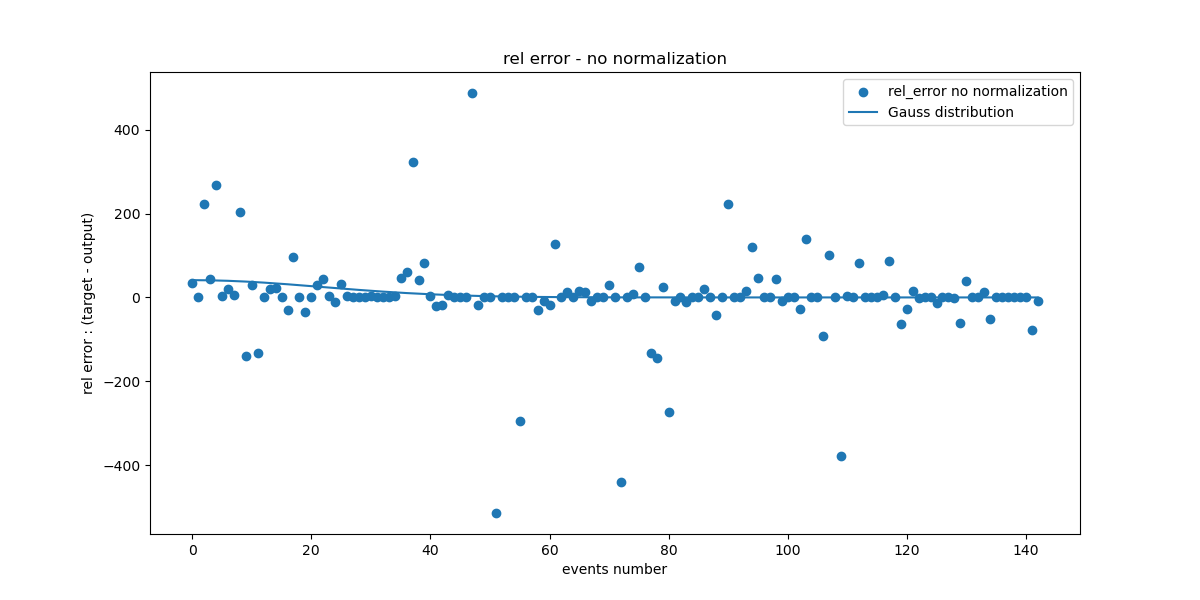 rel error - no normalization
rel_error no normalization
Gauss distribution
rel error : (target - output)
400
200
0
−200
−400
0 20 40 60 80 100 120 140
events number